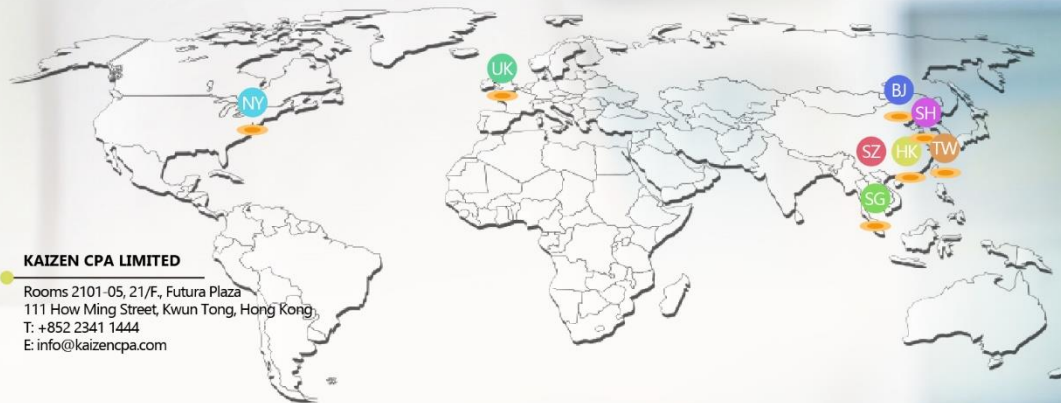 UK
NY
BJ
SH
SZ
HK
TW
SG
KAIZEN CPA LIMITED
Rooms 2101-05, 21/F., Futura Plaza
111 How Ming Street, Kwun Tong, Hong Kong
T: +852 2341 1444
E: info@kaizencpa.com